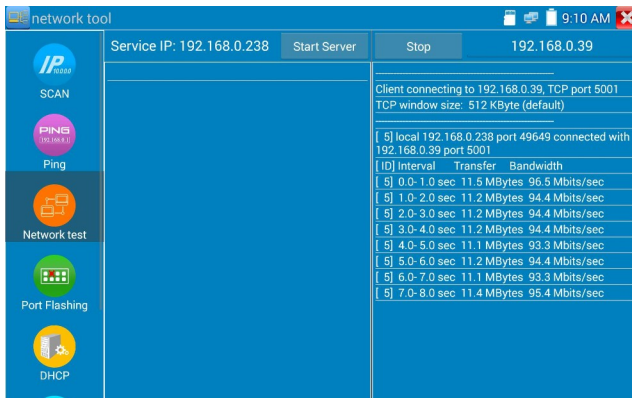 network tool
9:10 AM
Service IP: 192.168.0.238
Start Server
Stop
192.168.0.39
IP
10000
SCAN
PING
Ping
Network test
Port Flashing
DHCP
Client connecting to 192.168.0.39, TCP port 5001
TCP window size: 512 KByte (default)
[ 5] local 192.168.0.238 port 49649 connected with
192.168.0.39 port 5001
[ ID] Interval Transfer Bandwidth
[ 5] 0.0- 1.0 sec 11.5 MBytes 96.5 Mbits/sec
[ 5] 1.0- 2.0 sec 11.2 MBytes 94.4 Mbits/sec
[ 5] 2.0- 3.0 sec 11.2 MBytes 94.4 Mbits/sec
[ 5] 3.0- 4.0 sec 11.2 MBytes 94.4 Mbits/sec
[ 5] 4.0- 5.0 sec 11.1 MBytes 93.3 Mbits/sec
[ 5] 5.0- 6.0 sec 11.2 MBytes 94.4 Mbits/sec
[ 5] 6.0- 7.0 sec 11.1 MBytes 93.3 Mbits/sec
[ 5] 7.0- 8.0 sec 11.4 MBytes 95.4 Mbits/sec